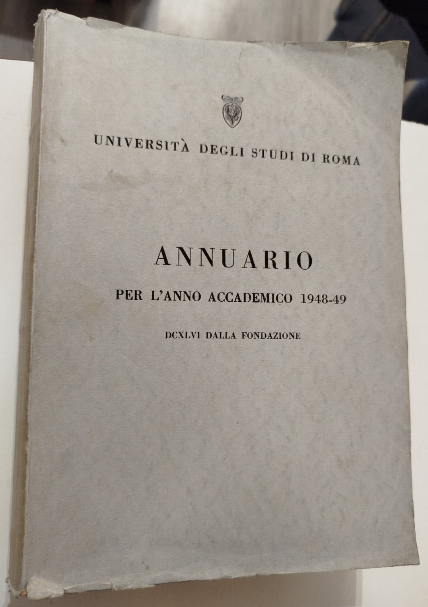 UNIVERSITÀ DEGLI STUDI DI ROMA
ANNUARIO
PER L'ANNO ACCADEMICO 1948-49
DCXLVI DALLA FONDAZIONE